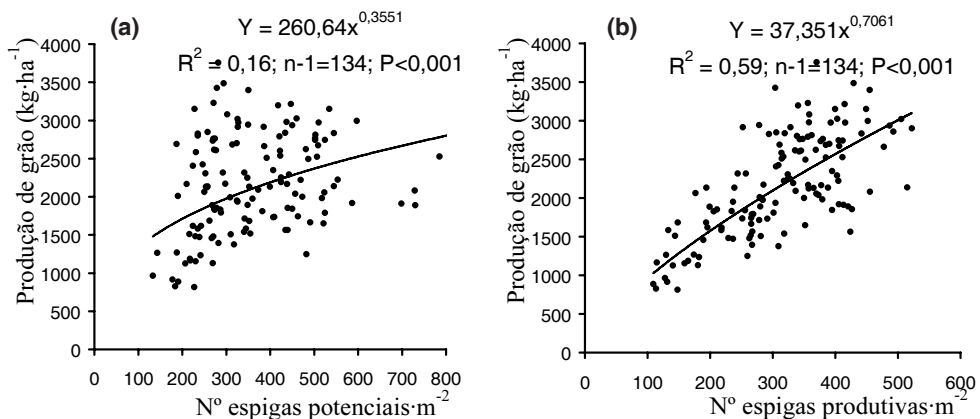 (a)
Y = 260,64x^0,3551
R² = 0,16; n-1=134; P<0,001
Produção de grão (kg·ha⁻¹)
4000
3500
3000
2500
2000
1500
1000
500
0
0 100 200 300 400 500 600 700 800
Nº espigas potenciais·m⁻²
(b)
Y = 37,351x^0,7061
R² = 0,59; n-1=134; P<0,001
Produção de grão (kg·ha⁻¹)
4000
3500
3000
2500
2000
1500
1000
500
0
0 100 200 300 400 500 600
Nº espigas produtivas·m⁻²